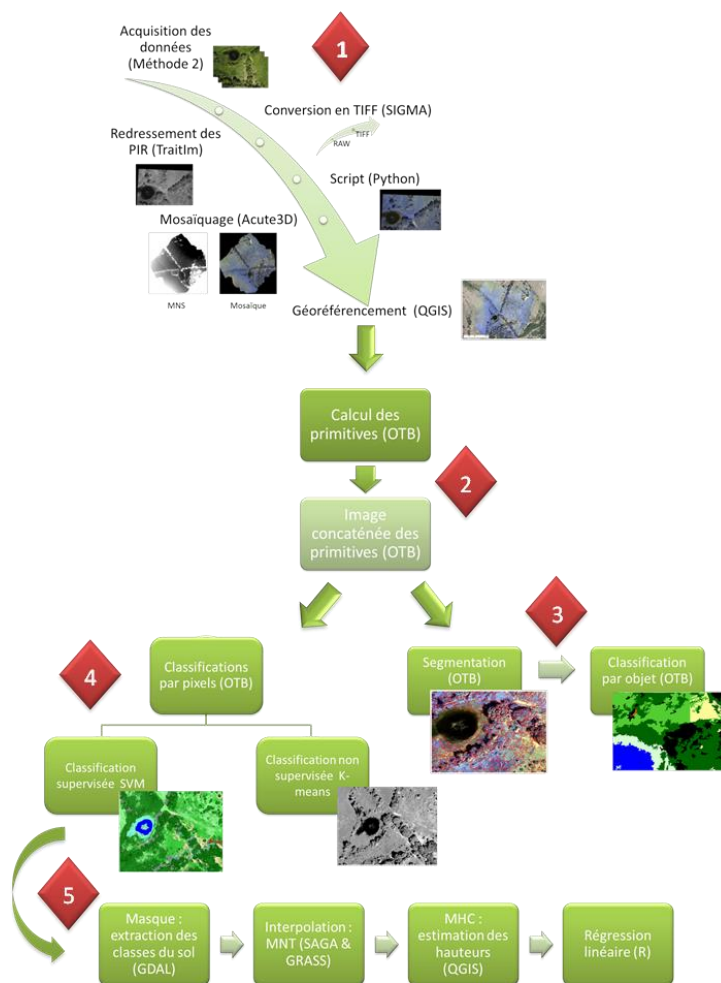 Acquisition des
données
(Méthode 2)
1
Conversion en TIFF (SIGMA)
TIFF
RAW
Redressement des
PIR (TraitIm)
Script (Python)
Mosaïquage (Acute3D)
MNS
Mosaïque
Géoréférencement (QGIS)
Calcul des
primitives (OTB)
2
Image
concaténée des
primitives (OTB)
3
Segmentation
(OTB)
Classification
par objet (OTB)
4
Classifications
par pixels (OTB)
Classification
supervisée SVM
Classification non
supervisée K-
means
5
Masque :
extraction des
classes du sol
(GDAL)
Interpolation :
MNT (SAGA &
GRASS)
MHC :
estimation des
hauteurs
(QGIS)
Régression
linéaire (R)